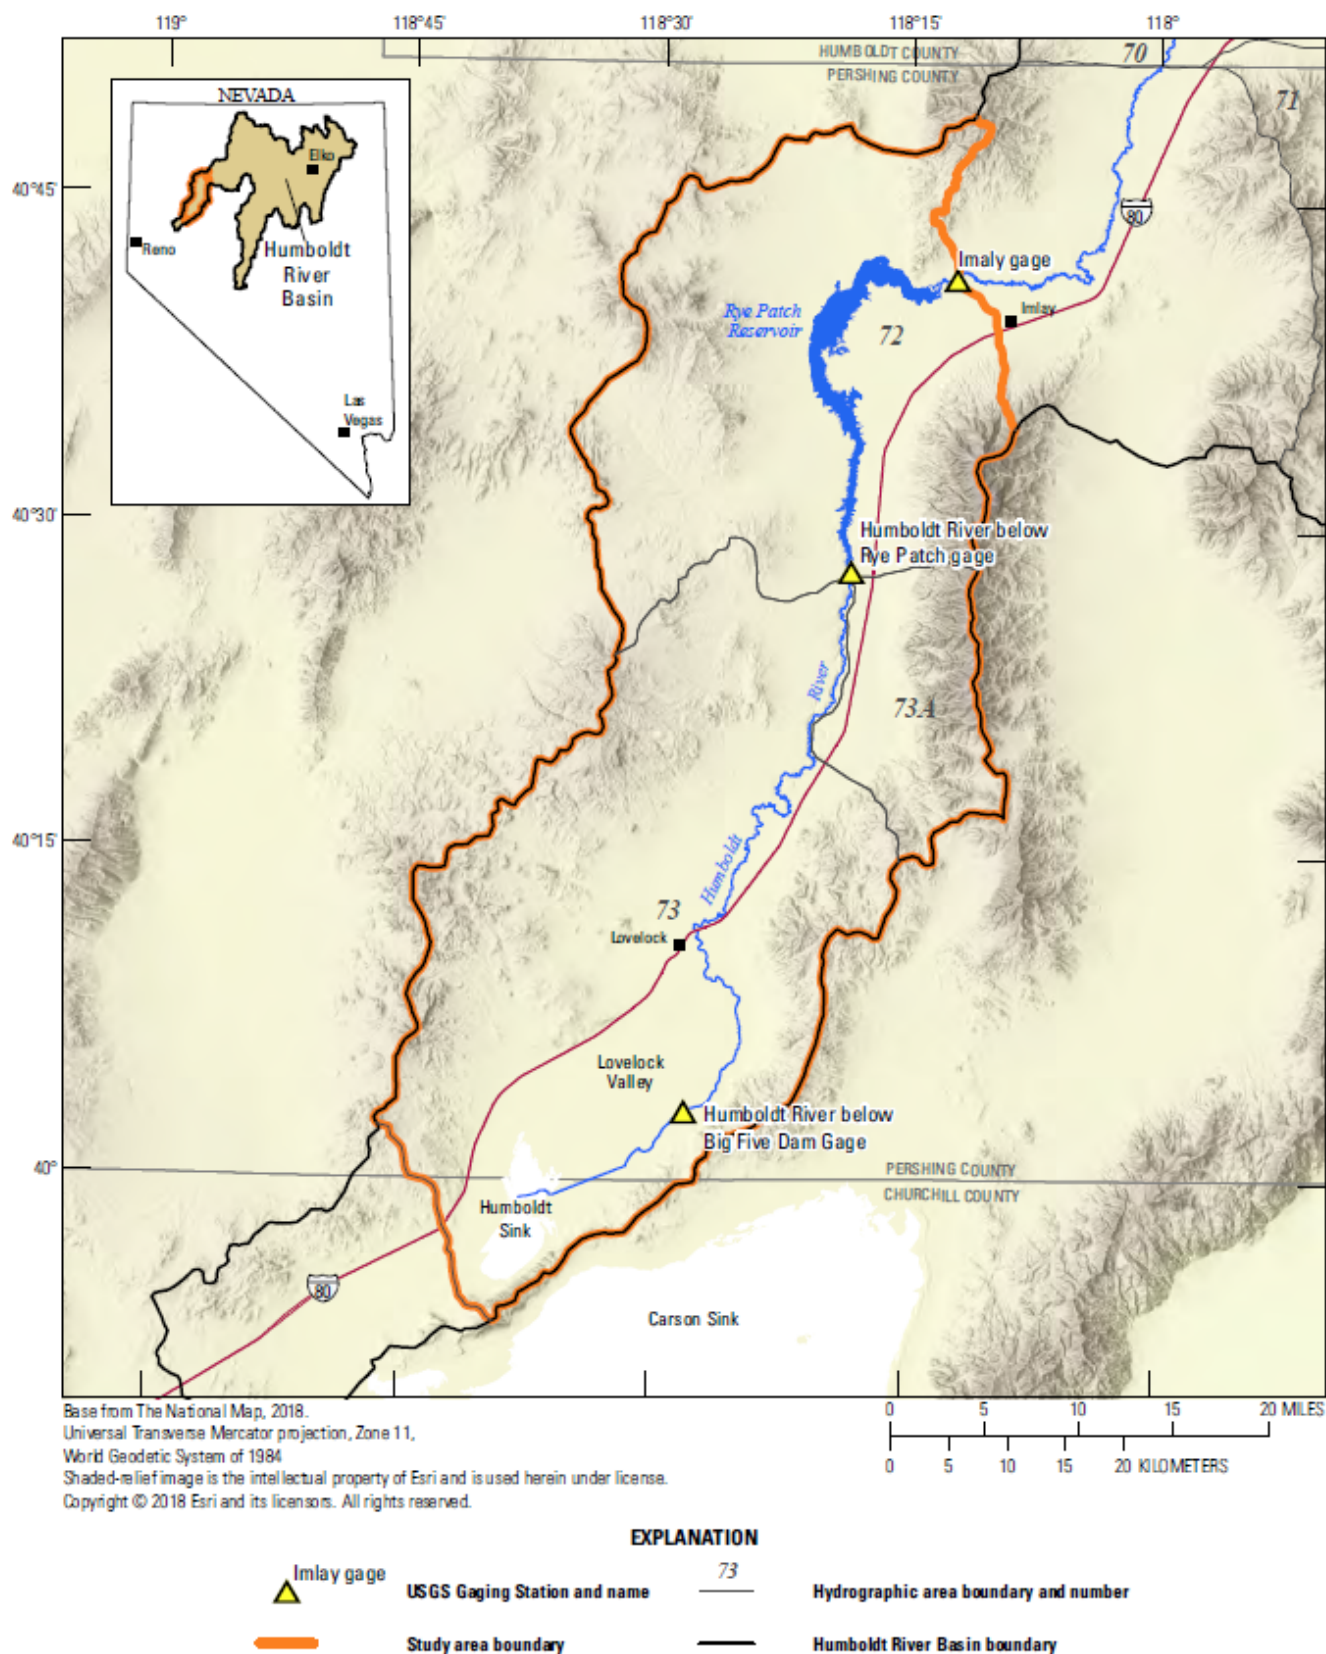 119°
118°45′
118°30′
118°15′
118°
HUMBOLDT COUNTY
PERSHING COUNTY
70
71
NEVADA
Elko
Reno
Humboldt
River
Basin
Las
Vegas
40°45′
80
Imaly gage
Imlay
Rye Patch
Reservoir
72
40°30′
Humboldt River below
Rye Patch gage
River
73A
40°15′
Humboldt
73
Lovelock
Lovelock
Valley
Humboldt River below
Big Five Dam Gage
40°
PERSHING COUNTY
CHURCHILL COUNTY
Humboldt
Sink
80
Carson Sink
Base from The National Map, 2018.
Universal Transverse Mercator projection, Zone 11,
World Geodetic System of 1984
Shaded-relief image is the intellectual property of Esri and is used herein under license.
Copyright © 2018 Esri and its licensors. All rights reserved.
0 5 10 15 20 MILES
0 5 10 15 20 KILOMETERS
EXPLANATION
Imlay gage
USGS Gaging Station and name
73
Hydrographic area boundary and number
Study area boundary
Humboldt River Basin boundary